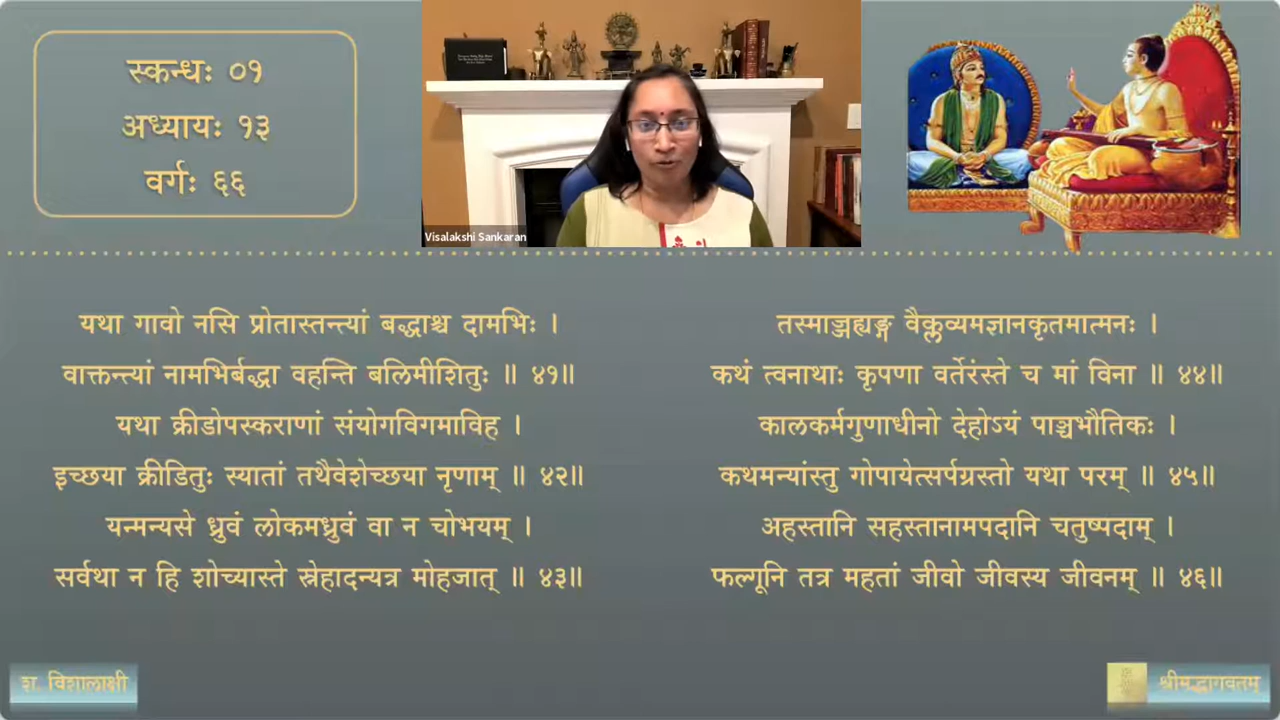 स्कन्धः ०१
अध्यायः १३
वर्गः ६६
Visalakshi Sankaran
यथा गावो नसि प्रोतास्तन्त्यां बद्धाश्च दामभिः ।
वाक्तन्त्यां नामभिर्बद्धा वहन्ति बलिमीशितुः ॥ ४१॥
यथा क्रीडोपस्कराणां संयोगविगमाविह ।
इच्छया क्रीडितुः स्यातां तथैवेशेच्छया नृणाम् ॥ ४२॥
यन्मन्यसे ध्रुवं लोकमध्रुवं वा न चोभयम् ।
सर्वथा न हि शोच्यास्ते स्नेहादन्यत्र मोहजात् ॥ ४३॥
तस्माज्जह्यङ्ग वैक्लव्यमज्ञानकृतमात्मनः ।
कथं त्वनाथाः कृपणा वर्तेरंस्ते च मां विना ॥ ४४॥
कालकर्मगुणाधीनो देहोऽयं पाञ्चभौतिकः ।
कथमन्यांस्तु गोपायेत्सर्पग्रस्तो यथा परम् ॥ ४५॥
अहस्तानि सहस्तानामपदानि चतुष्पदाम् ।
फल्गूनि तत्र महतां जीवो जीवस्य जीवनम् ॥ ४६॥
श. विशालाक्षी
श्रीमद्भागवतम्